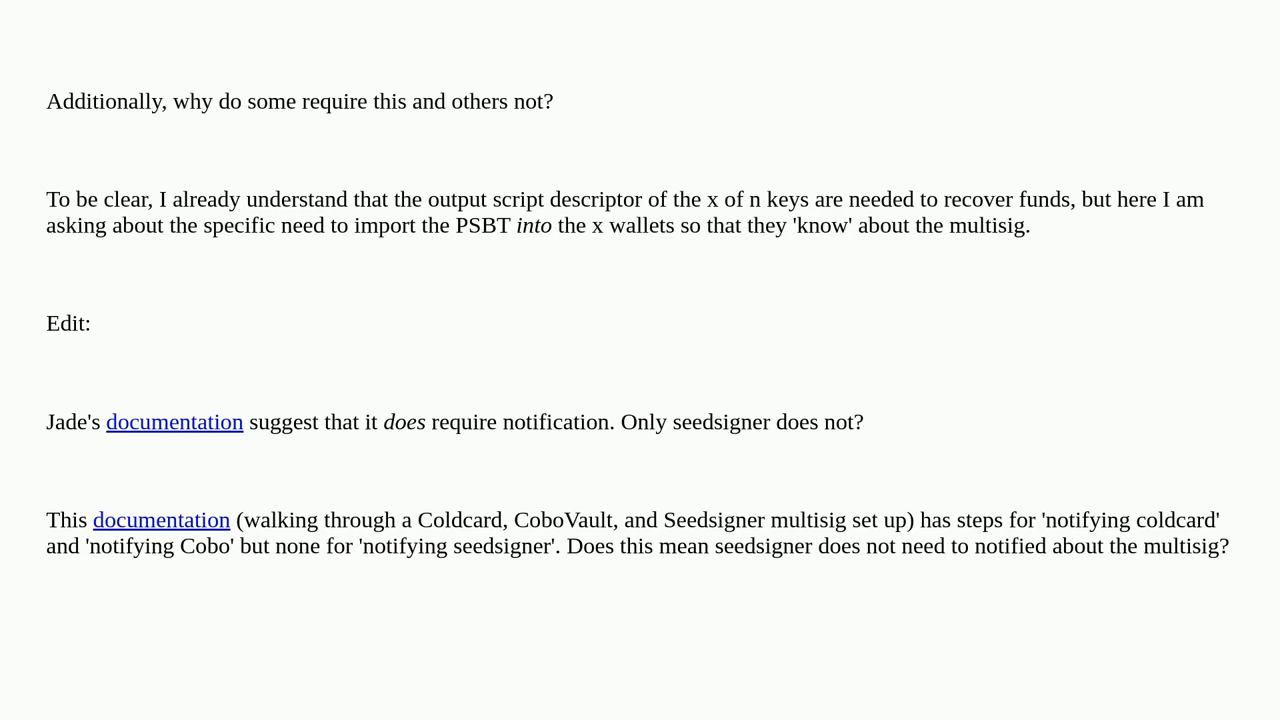 Additionally, why do some require this and others not?
To be clear, I already understand that the output script descriptor of the x of n keys are needed to recover funds, but here I am
asking about the specific need to import the PSBT into the x wallets so that they 'know' about the multisig.
Edit:
Jade's documentation suggest that it does require notification. Only seedsigner does not?
This documentation (walking through a Coldcard, CoboVault, and Seedsigner multisig set up) has steps for 'notifying coldcard'
and 'notifying Cobo' but none for 'notifying seedsigner'. Does this mean seedsigner does not need to notified about the multisig?